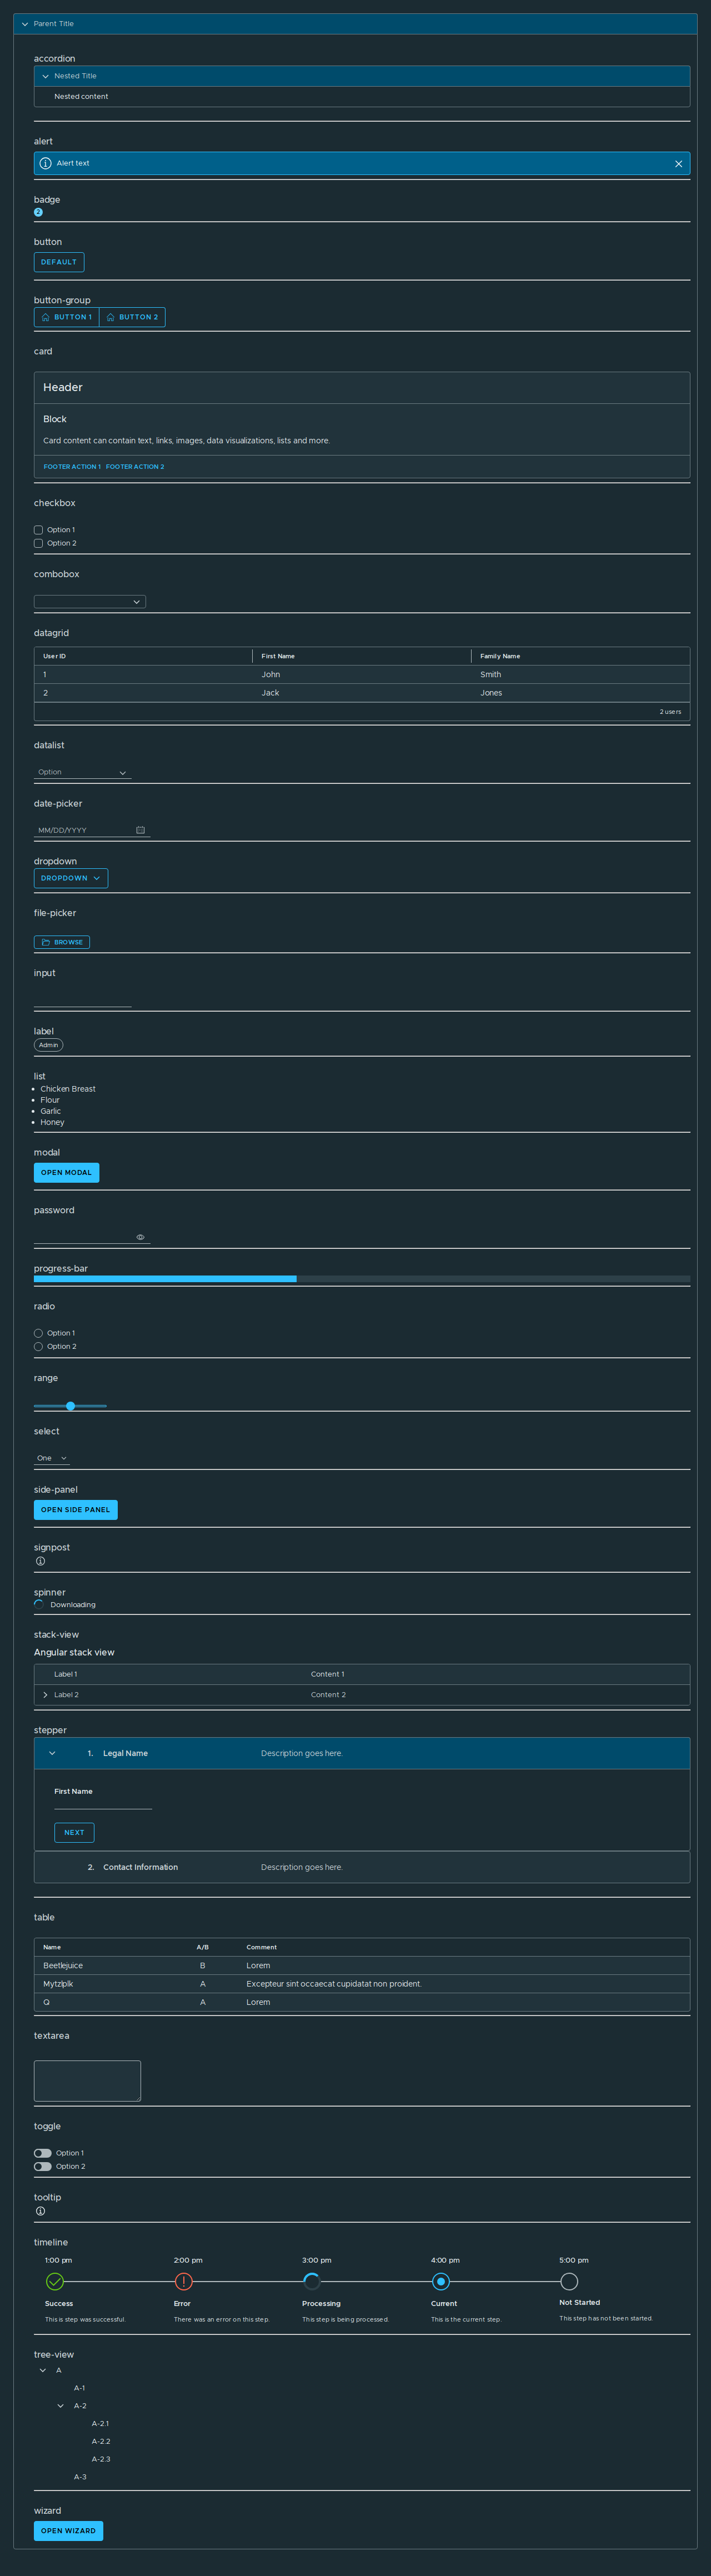 Parent Title
accordion
Nested Title
Nested content
alert
Alert text
badge
2
button
DEFAULT
button-group
BUTTON 1 BUTTON 2
card
Header
Block
Card content can contain text, links, images, data visualizations, lists and more.
FOOTER ACTION 1 FOOTER ACTION 2
checkbox
Option 1
Option 2
combobox
datagrid
User ID First Name Family Name
1 John Smith
2 Jack Jones
2 users
datalist
Option
date-picker
MM/DD/YYYY
dropdown
DROPDOWN
file-picker
BROWSE
input
label
Admin
list
Chicken Breast
Flour
Garlic
Honey
modal
OPEN MODAL
password
progress-bar
radio
Option 1
Option 2
range
select
One
side-panel
OPEN SIDE PANEL
signpost
spinner
Downloading
stack-view
Angular stack view
Label 1 Content 1
Label 2 Content 2
stepper
1. Legal Name Description goes here.
First Name
NEXT
2. Contact Information Description goes here.
table
Name A/B Comment
Beetlejuice B Lorem
Mytzlplk A Excepteur sint occaecat cupidatat non proident.
Q A Lorem
textarea
toggle
Option 1
Option 2
tooltip
timeline
1:00 pm 2:00 pm 3:00 pm 4:00 pm 5:00 pm
Success Error Processing Current Not Started
This is step was successful. There was an error on this step. This step is being processed. This is the current step. This step has not been started.
tree-view
A
A-1
A-2
A-2.1
A-2.2
A-2.3
A-3
wizard
OPEN WIZARD